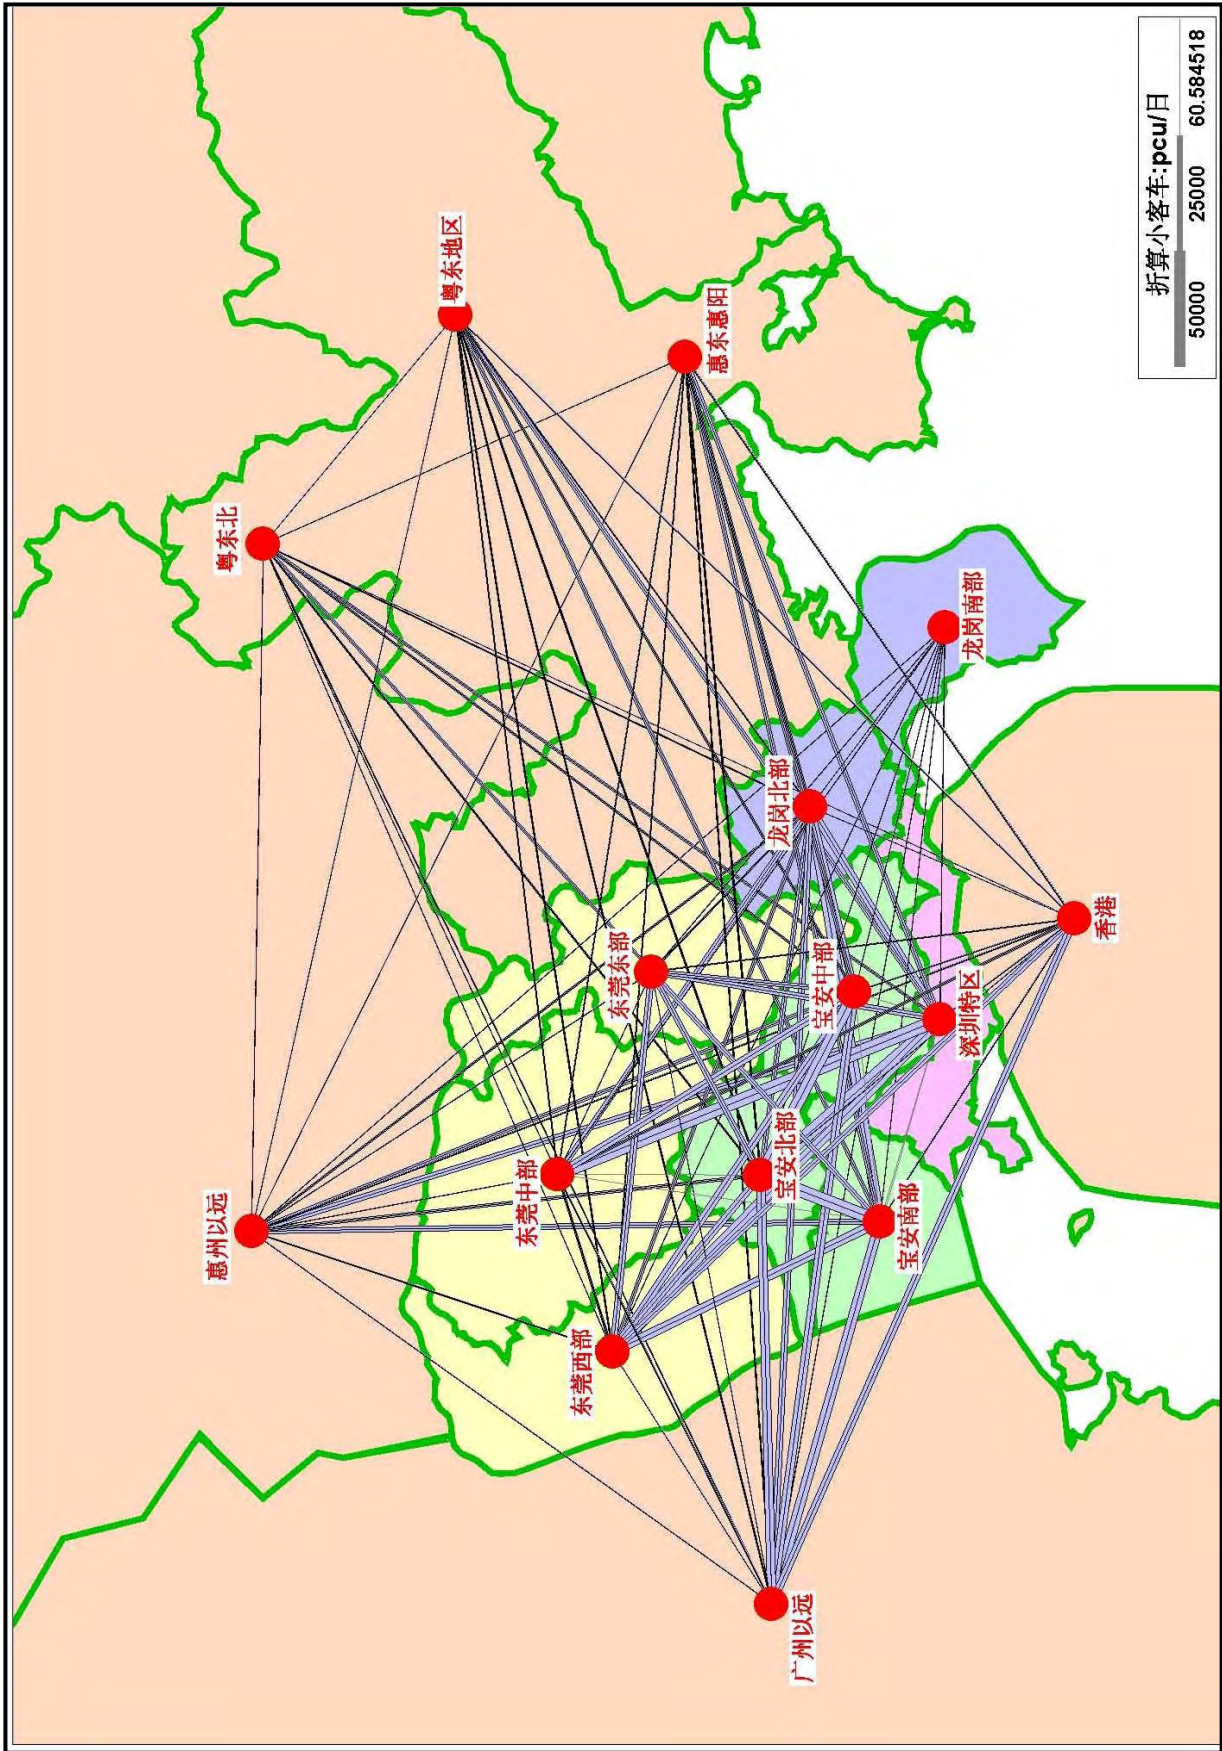 惠州以远
粤东北
粤东地区
东莞中部
东莞西部
东莞东部
惠东惠阳
龙岗北部
宝安北部
广州以远
宝安中部
宝安南部
深圳特区
龙岗南部
香港
折算小客车:pcu/日
50000 25000 60.584518